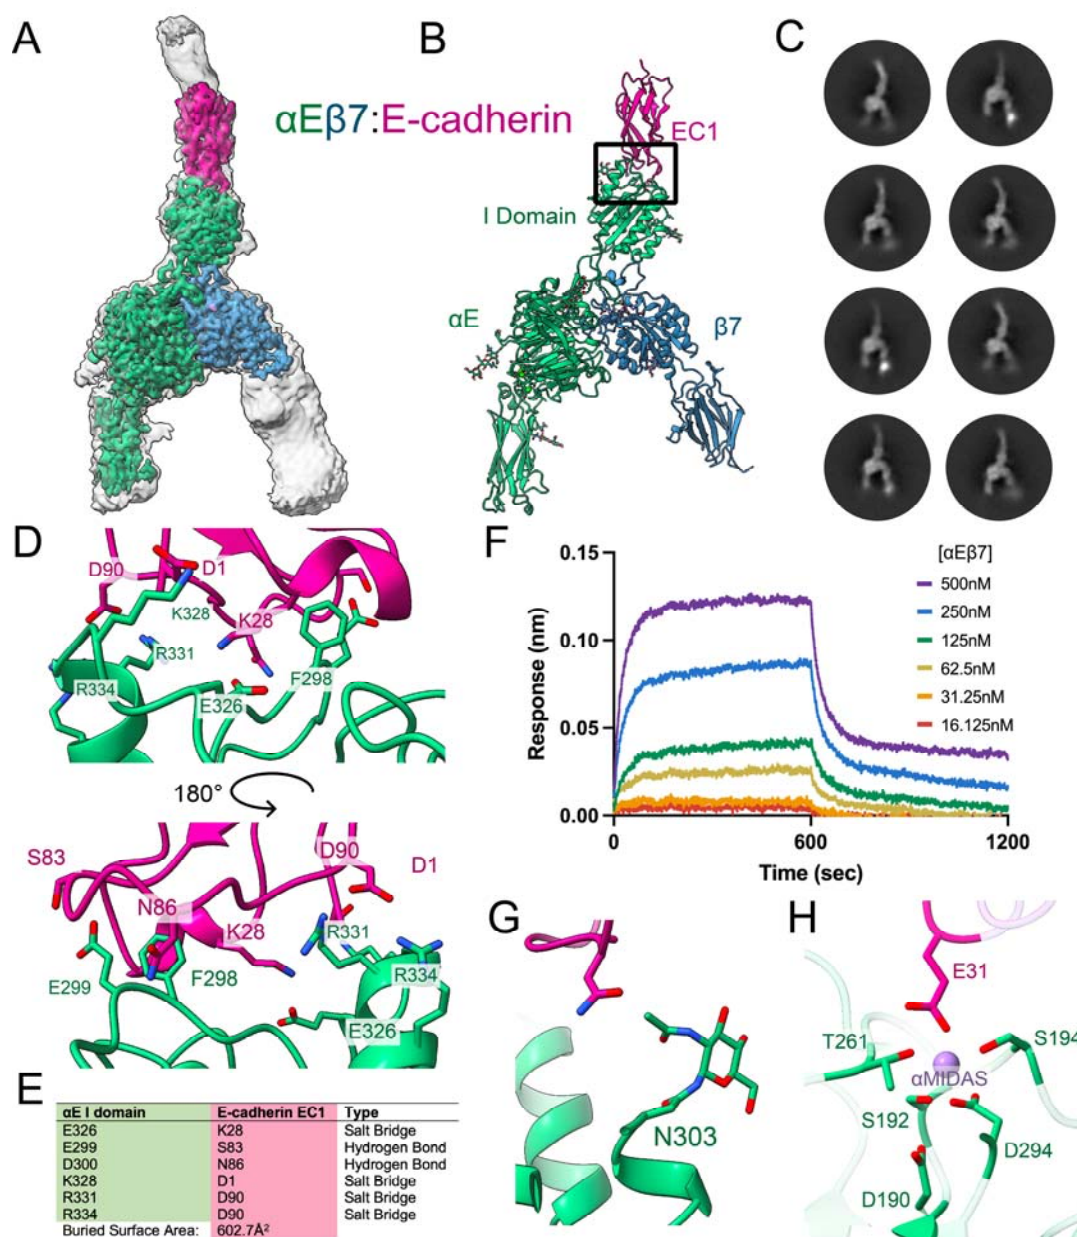 A
B
C
αEβ7:E-cadherin
EC1
I Domain
αE
β7
D
D90
D1
K328
K28
R331
F298
R334
E326
180°
S83
D90
D1
N86
K28
R331
F298
R334
E299
E326
E
αE I domain E-cadherin EC1 Type
E326 K28 Salt Bridge
E299 S83 Hydrogen Bond
D300 N86 Hydrogen Bond
K328 D1 Salt Bridge
R331 D90 Salt Bridge
R334 D90 Salt Bridge
Buried Surface Area: 602.7Å²
F
[αEβ7]
500nM
250nM
125nM
62.5nM
31.25nM
16.125nM
Response (nm)
0.15
0.10
0.05
0.00
0 600 1200
Time (sec)
G
N303
H
E31
T261
S194
αMIDAS
S192
D294
D190